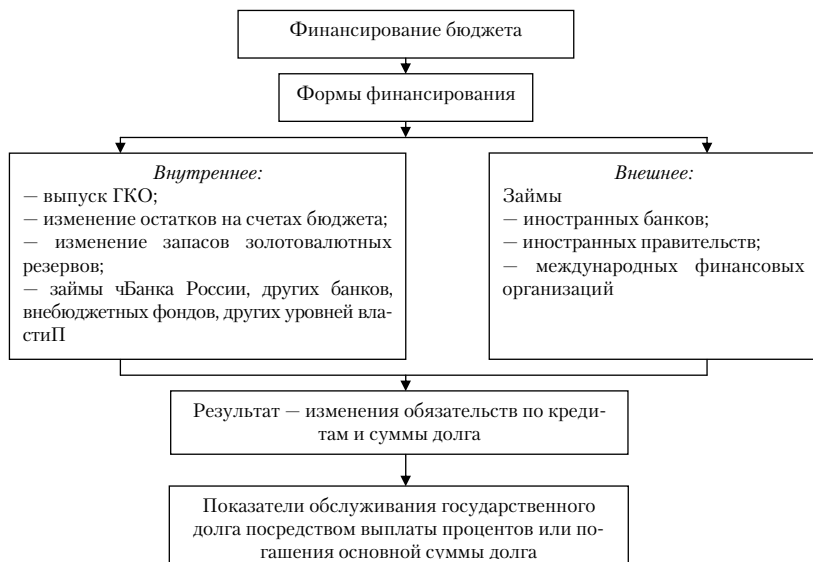 Финансирование бюджета
Формы финансирования
Внутреннее:
— выпуск ГКО;
— изменение остатков на счетах бюджета;
— изменение запасов золотовалютных
резервов;
— займы чБанка России, других банков,
внебюджетных фондов, других уровней вла-
стиП
Внешнее:
Займы
— иностранных банков;
— иностранных правительств;
— международных финансовых
организаций
Результат — изменения обязательств по креди-
там и суммы долга
Показатели обслуживания государственного
долга посредством выплаты процентов или по-
гашения основной суммы долга